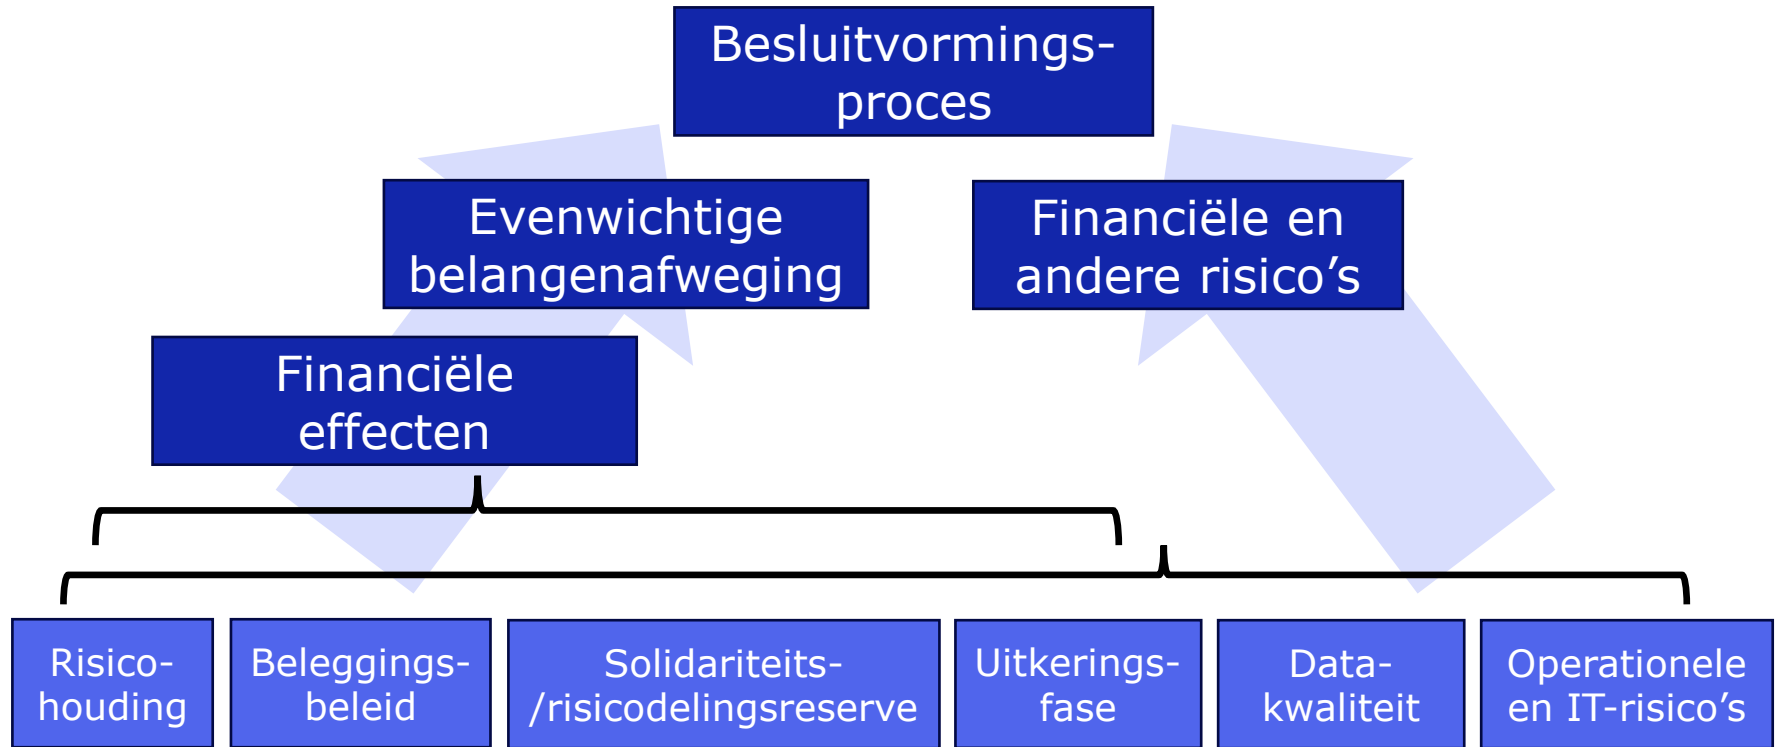 Besluitvormings-
proces
Evenwichtige
belangenafweging
Financiële en
andere risico’s
Financiële
effecten
Risico-
houding
Beleggings-
beleid
Solidariteits-
/risicodelingsreserve
Uitkerings-
fase
Data-
kwaliteit
Operationele
en IT-risico’s